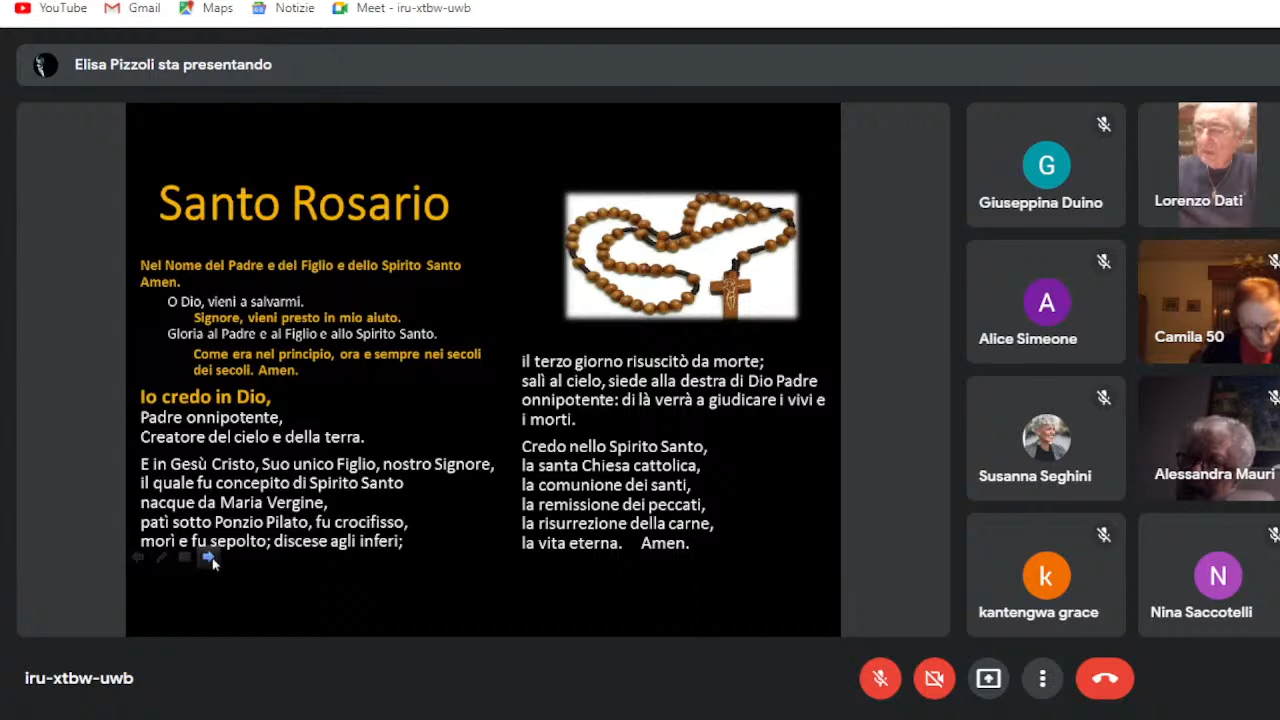 YouTube
Gmail
Maps
Notizie
Meet - iru-xtbw-uwb
Elisa Pizzoli sta presentando
Santo Rosario
Nel Nome del Padre e del Figlio e dello Spirito Santo
Amen.
O Dio, vieni a salvarmi.
Signore, vieni presto in mio aiuto.
Gloria al Padre e al Figlio e allo Spirito Santo.
Come era nel principio, ora e sempre nei secoli
dei secoli. Amen.
Io credo in Dio,
Padre onnipotente,
Creatore del cielo e della terra.
E in Gesù Cristo, Suo unico Figlio, nostro Signore,
il quale fu concepito di Spirito Santo
nacque da Maria Vergine,
patì sotto Ponzio Pilato, fu crocifisso,
morì e fu sepolto; discese agli inferi;
il terzo giorno risuscitò da morte;
salì al cielo, siede alla destra di Dio Padre
onnipotente: di là verrà a giudicare i vivi e
i morti.
Credo nello Spirito Santo,
la santa Chiesa cattolica,
la comunione dei santi,
la remissione dei peccati,
la risurrezione della carne,
la vita eterna. Amen.
G
Giuseppina Duino
Lorenzo Dati
A
Alice Simeone
Camila 50
Susanna Seghini
Alessandra Mauri
k
kantengwa grace
N
Nina Saccotelli
iru-xtbw-uwb